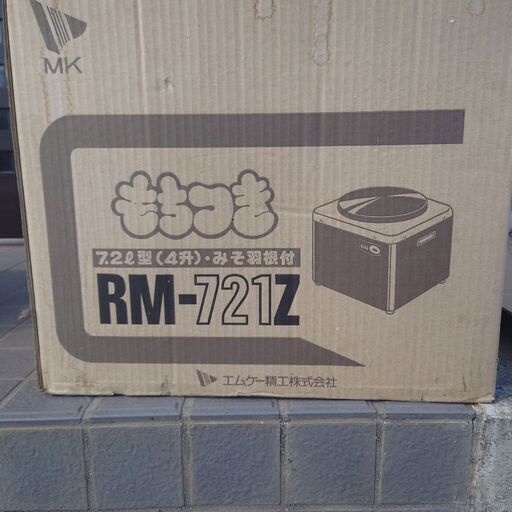 MK
もちつき
7.2ℓ型(4升)・みそ羽根付
RM-721Z
エムケー精工株式会社